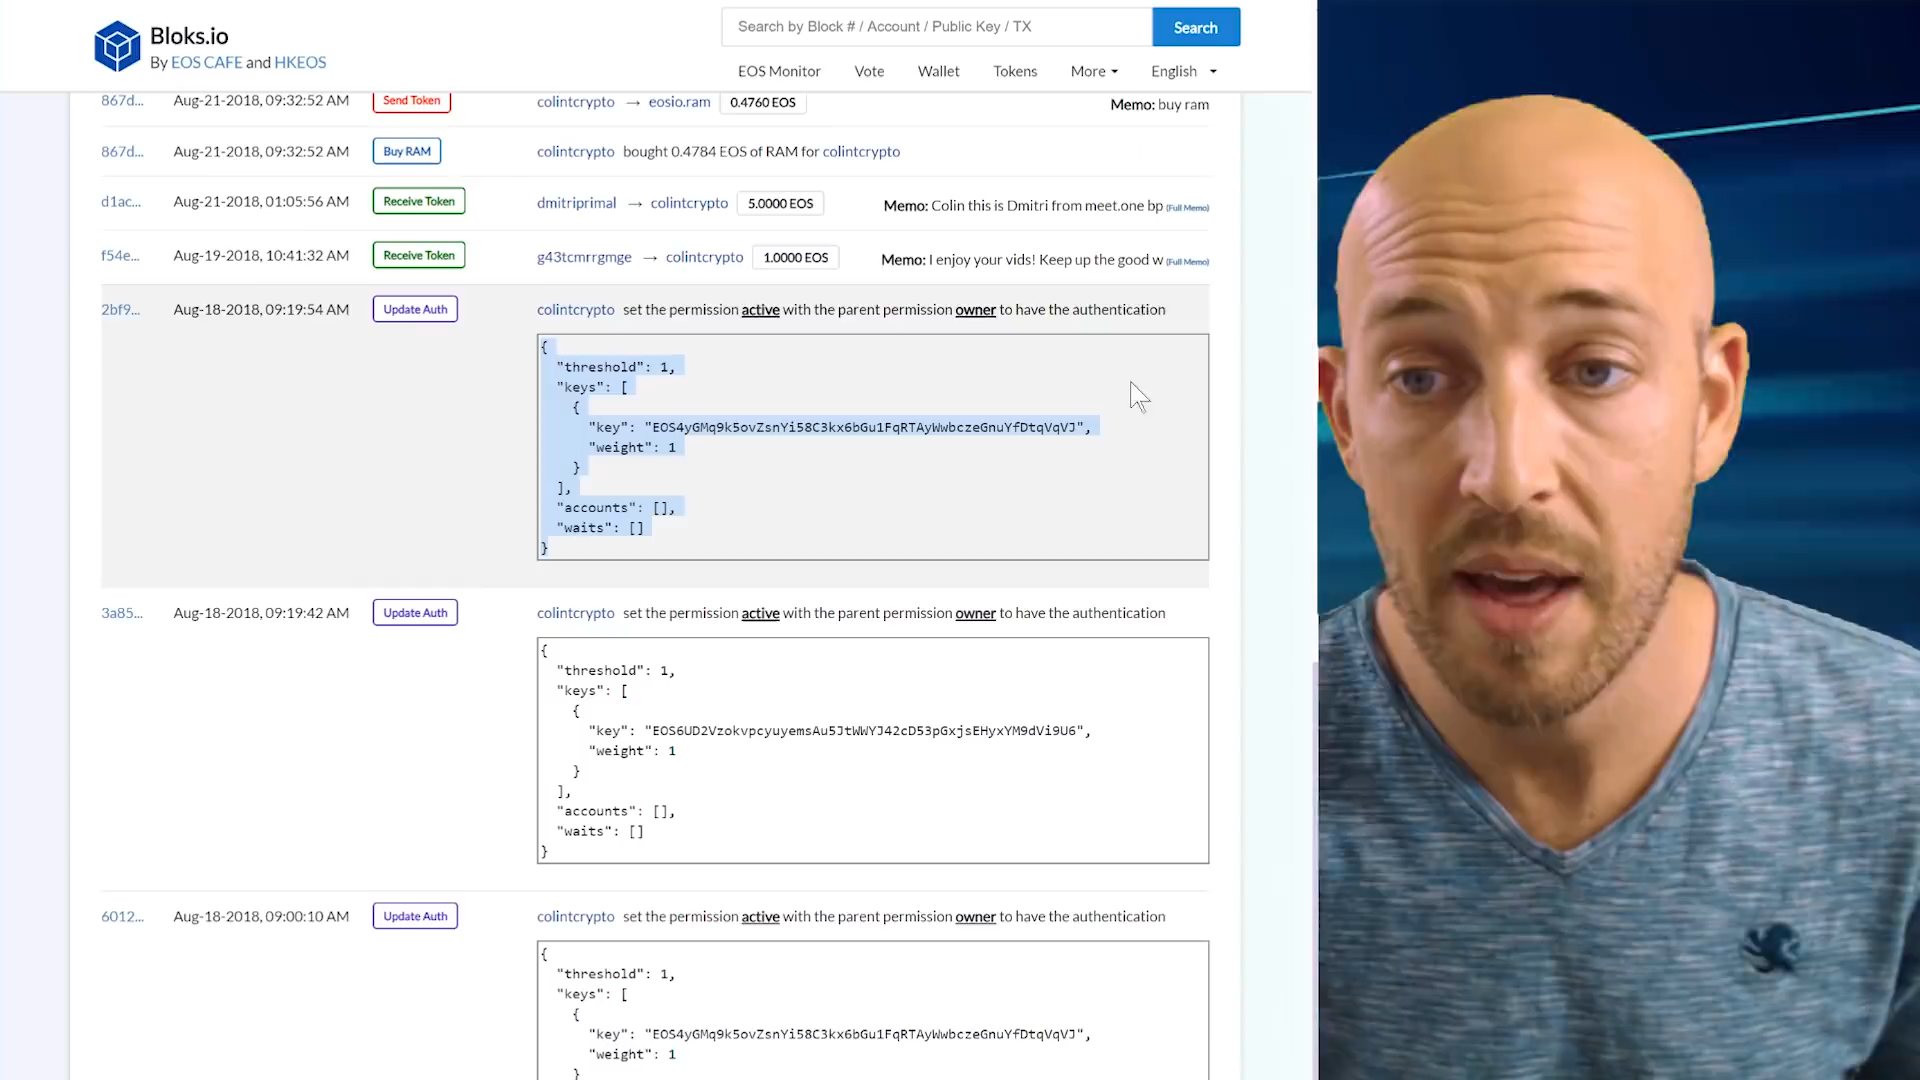 Bloks.io
By EOS CAFE and HKEOS
Search by Block # / Account / Public Key / TX
Search
EOS Monitor Vote Wallet Tokens More English
867d... Aug-21-2018, 09:32:52 AM Send Token colintcrypto → eosio.ram 0.4760 EOS Memo: buy ram
867d... Aug-21-2018, 09:32:52 AM Buy RAM colintcrypto bought 0.4784 EOS of RAM for colintcrypto
d1ac... Aug-21-2018, 01:05:56 AM Receive Token dmitriprimal → colintcrypto 5.0000 EOS Memo: Colin this is Dmitri from meet.one bp (Full Memo)
f54e... Aug-19-2018, 10:41:32 AM Receive Token g43tcmrrgmge → colintcrypto 1.0000 EOS Memo: I enjoy your vids! Keep up the good w (Full Memo)
2bf9... Aug-18-2018, 09:19:54 AM Update Auth colintcrypto set the permission active with the parent permission owner to have the authentication
{
"threshold": 1,
"keys": [
{
"key": "EOS4yGMq9k5ovZsnYi58C3kx6bGu1FqRTAyWwbczeGnuYfDtqVqVJ",
"weight": 1
}
],
"accounts": [],
"waits": []
}
3a85... Aug-18-2018, 09:19:42 AM Update Auth colintcrypto set the permission active with the parent permission owner to have the authentication
{
"threshold": 1,
"keys": [
{
"key": "EOS6UD2VzokvpcyuyemsAu5JtWWYJ42cD53pGxjsEHyxYM9dVi9U6",
"weight": 1
}
],
"accounts": [],
"waits": []
}
6012... Aug-18-2018, 09:00:10 AM Update Auth colintcrypto set the permission active with the parent permission owner to have the authentication
{
"threshold": 1,
"keys": [
{
"key": "EOS4yGMq9k5ovZsnYi58C3kx6bGu1FqRTAyWwbczeGnuYfDtqVqVJ",
"weight": 1
}